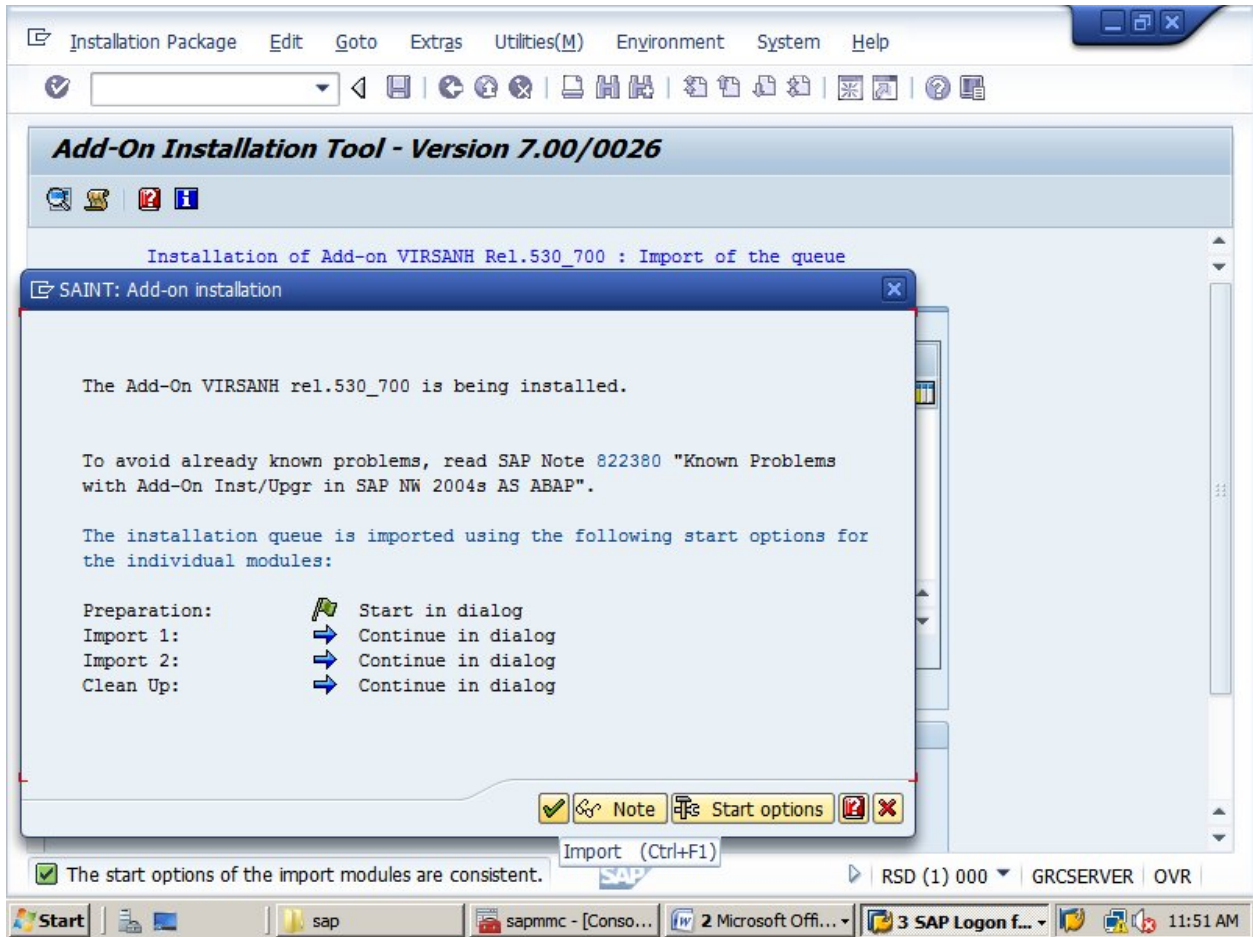 Installation Package Edit Goto Extras Utilities(M) Environment System Help
Add-On Installation Tool - Version 7.00/0026
Installation of Add-on VIRSANH Rel.530_700 : Import of the queue
SAINT: Add-on installation
The Add-On VIRSANH rel.530_700 is being installed.
To avoid already known problems, read SAP Note 822380 "Known Problems
with Add-On Inst/Upgr in SAP NW 2004s AS ABAP".
The installation queue is imported using the following start options for
the individual modules:
Preparation: Start in dialog
Import 1: Continue in dialog
Import 2: Continue in dialog
Clean Up: Continue in dialog
Note Start options
Import (Ctrl+F1)
The start options of the import modules are consistent. SAP RSD (1) 000 GRCSERVER OVR
Start sap sapmmc - [Conso... 2 Microsoft Offi... 3 SAP Logon f... 11:51 AM